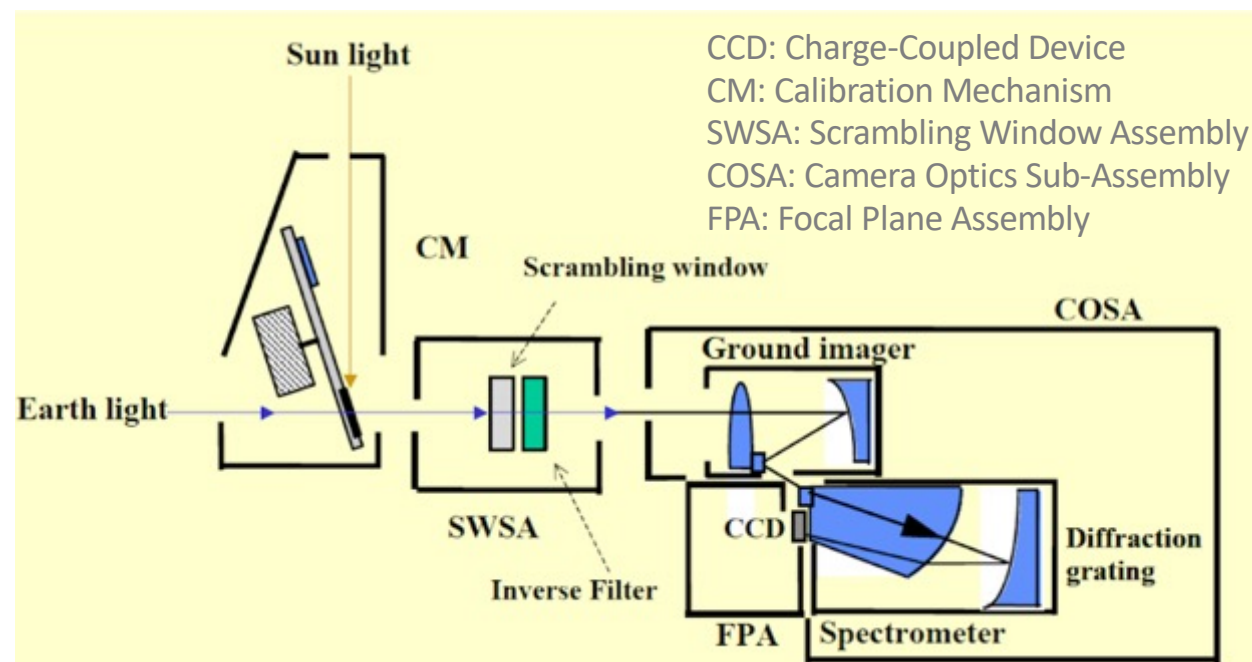 Sun light
CCD: Charge-Coupled Device
CM: Calibration Mechanism
SWSA: Scrambling Window Assembly
COSA: Camera Optics Sub-Assembly
FPA: Focal Plane Assembly
CM
Scrambling window
COSA
Ground imager
Earth light
SWSA
CCD
Diffraction
grating
Inverse Filter
FPA
Spectrometer